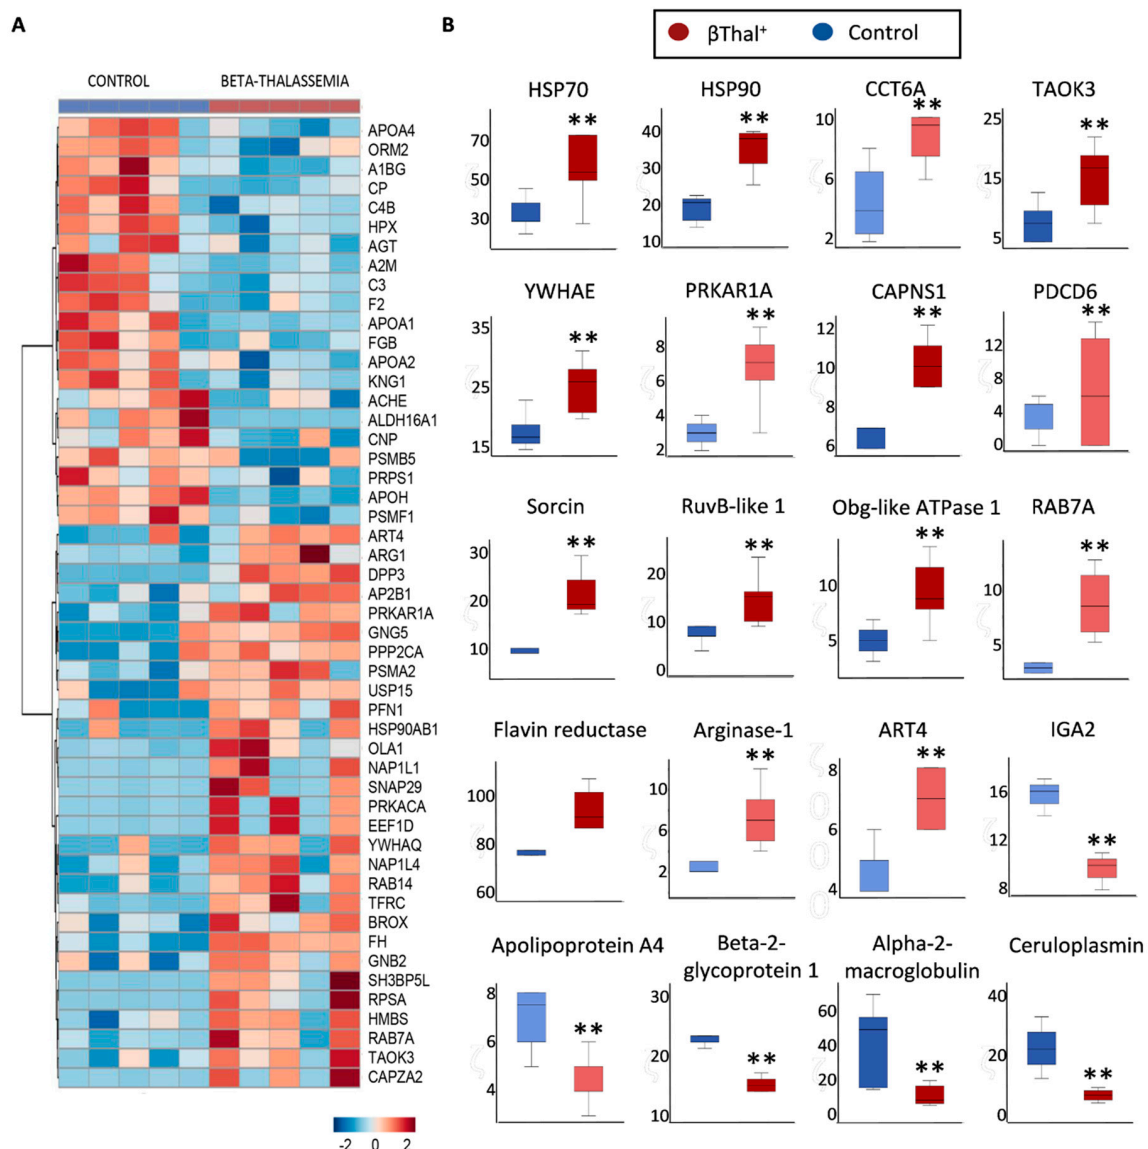 A
B
βThal⁺ Control
CONTROL BETA-THALASSEMIA
APOA4
ORM2
A1BG
CP
C4B
HPX
AGT
A2M
C3
F2
APOA1
FGB
APOA2
KNG1
ACHE
ALDH16A1
CNP
PSMB5
PRPS1
APOH
PSMF1
ART4
ARG1
DPP3
AP2B1
PRKAR1A
GNG5
PPP2CA
PSMA2
USP15
PFN1
HSP90AB1
OLA1
NAP1L1
SNAP29
PRKACA
EEF1D
YWHAQ
NAP1L4
RAB14
TFRC
BROX
FH
GNB2
SH3BP5L
RPSA
HMBS
RAB7A
TAOK3
CAPZA2
-2 0 2
HSP70
**
70
50
30
HSP90
**
40
30
20
10
CCT6A
**
10
6
2
TAOK3
**
25
15
5
YWHAE
**
35
25
15
PRKAR1A
**
8
6
4
2
CAPNS1
**
12
10
8
6
PDCD6
**
12
8
4
0
Sorcin
**
30
20
10
RuvB-like 1
**
20
10
0
Obg-like ATPase 1
**
10
5
RAB7A
**
15
10
5
Flavin reductase
100
80
60
Arginase-1
**
10
6
2
ART4
**
8
6
4
IGA2
16
12
**
8
Apolipoprotein A4
8
6
**
4
Beta-2-
glycoprotein 1
30
20
**
10
Alpha-2-
macroglobulin
60
40
20
**
0
Ceruloplasmin
40
20
**
0